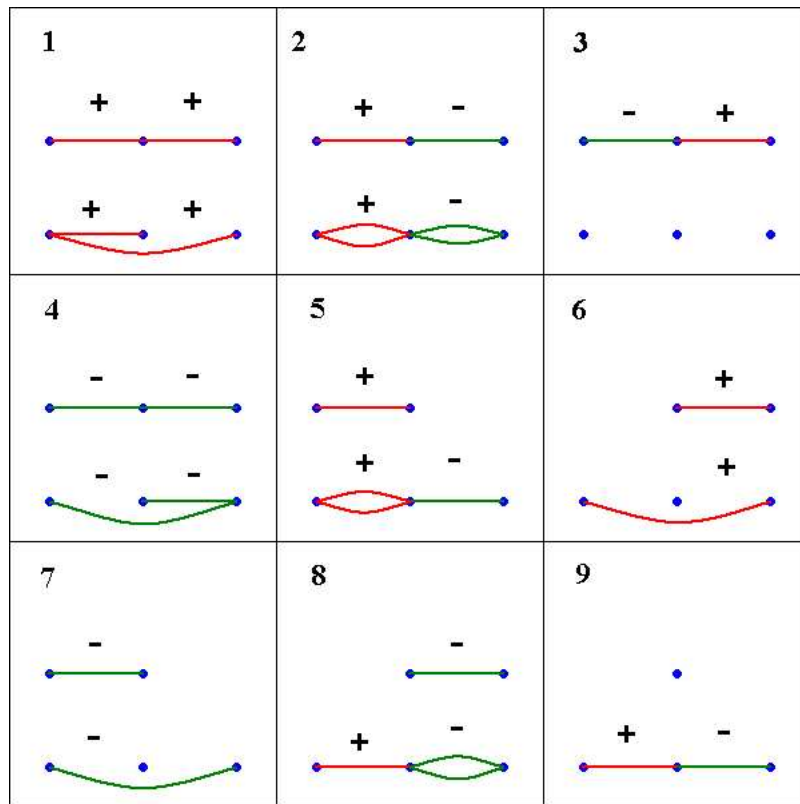 1 2 3
+ + + - - +
+ + + -
4 5 6
- - + +
- - + - +
7 8 9
- -
- + - + -